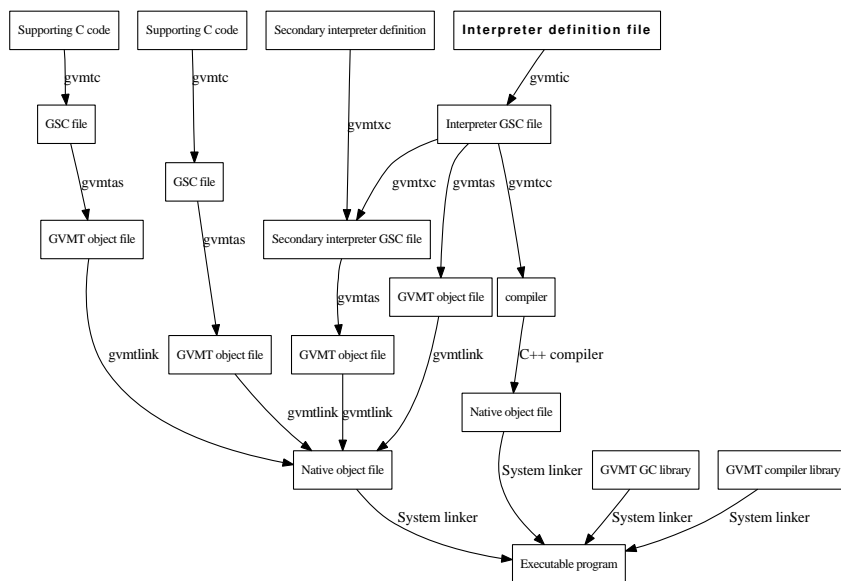 Supporting C code
Supporting C code
Secondary interpreter definition
Interpreter definition file
gvmtc
gvmtc
gvmtic
GSC file
Interpreter GSC file
gvmtxc
GSC file
gvmtas
gvmtxc
gvmtas
gvmtcc
GVMT object file
gvmtas
Secondary interpreter GSC file
gvmtas
GVMT object file
compiler
gvmtlink
GVMT object file
GVMT object file
gvmtlink
C++ compiler
gvmtlink
gvmtlink
Native object file
Native object file
System linker
GVMT GC library
GVMT compiler library
System linker
System linker
System linker
Executable program